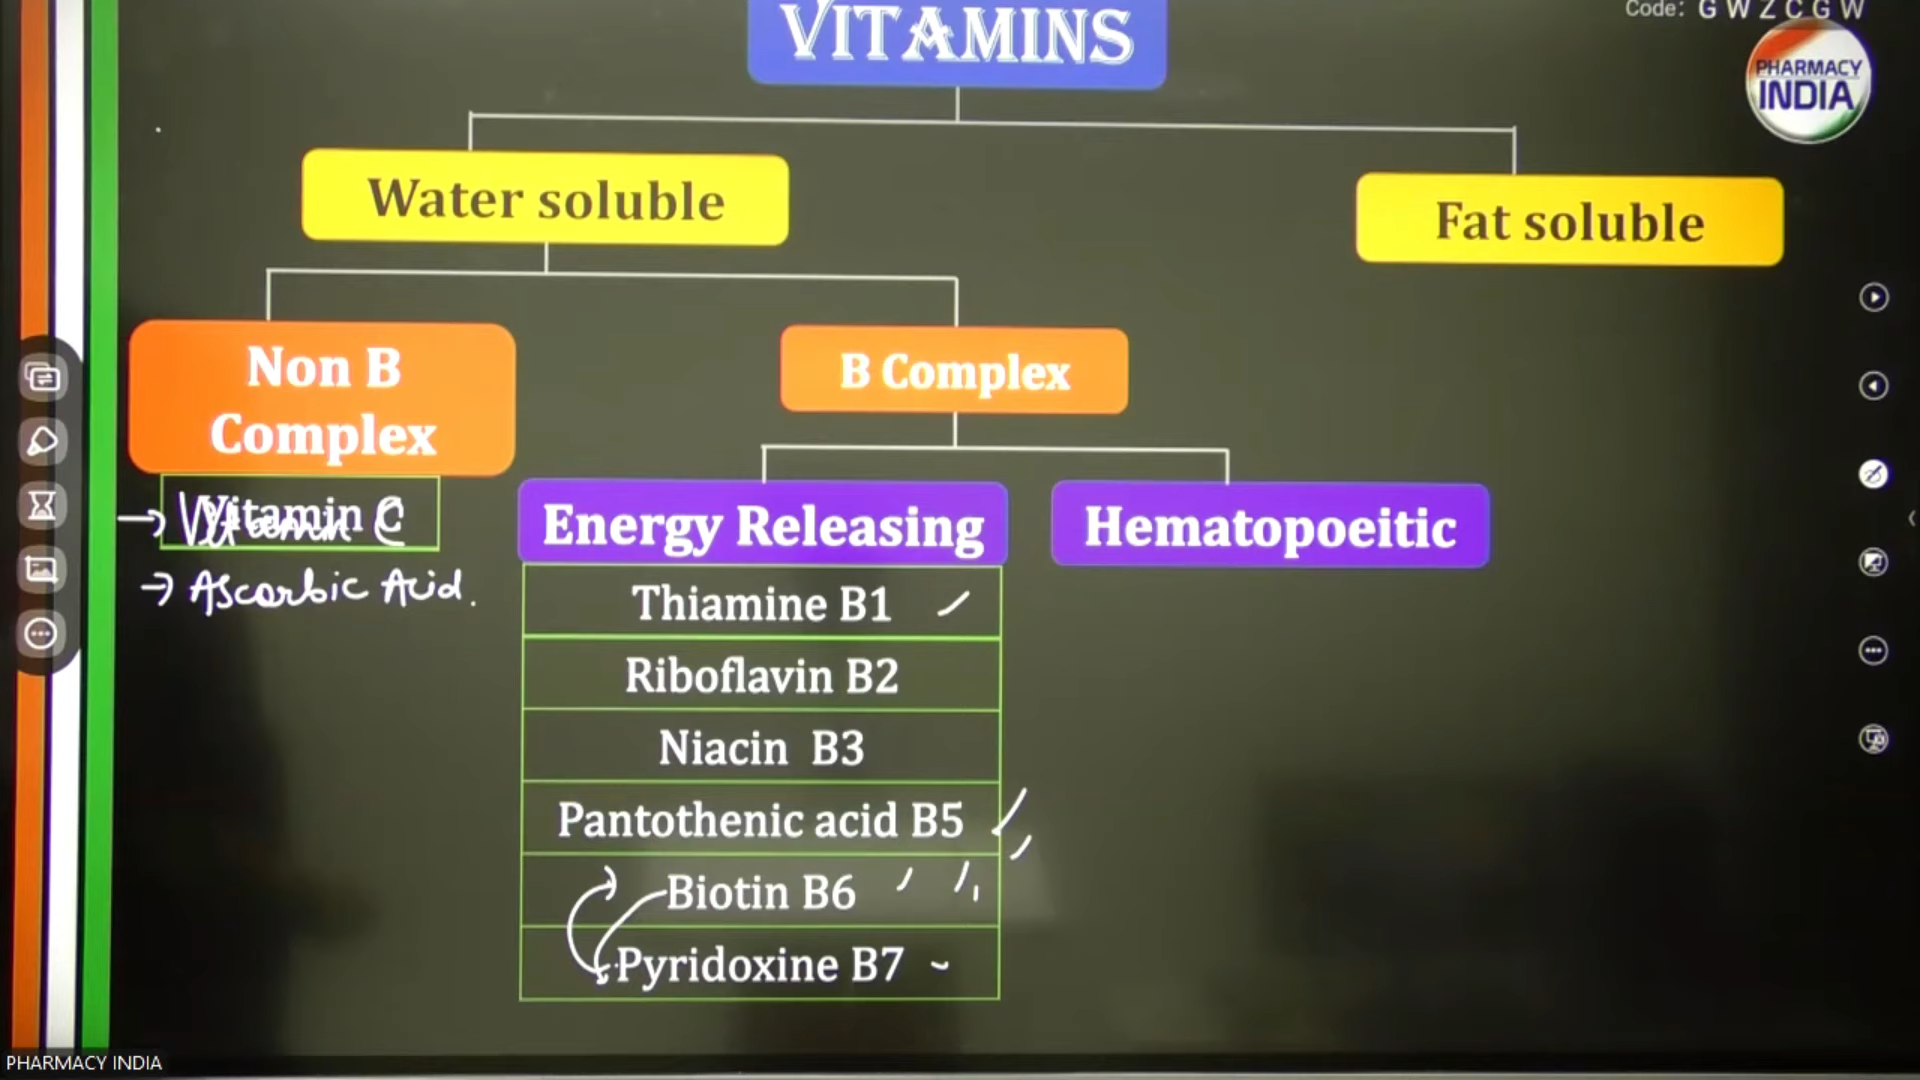 Code: G W Z C G W
VITAMINS
PHARMACY
INDIA
Water soluble
Fat soluble
Non B
Complex
B Complex
Vitamin C
Vitamin C
→ Ascorbic Acid.
Energy Releasing
Hematopoeitic
Thiamine B1
Riboflavin B2
Niacin B3
Pantothenic acid B5
Biotin B6
Pyridoxine B7
PHARMACY INDIA